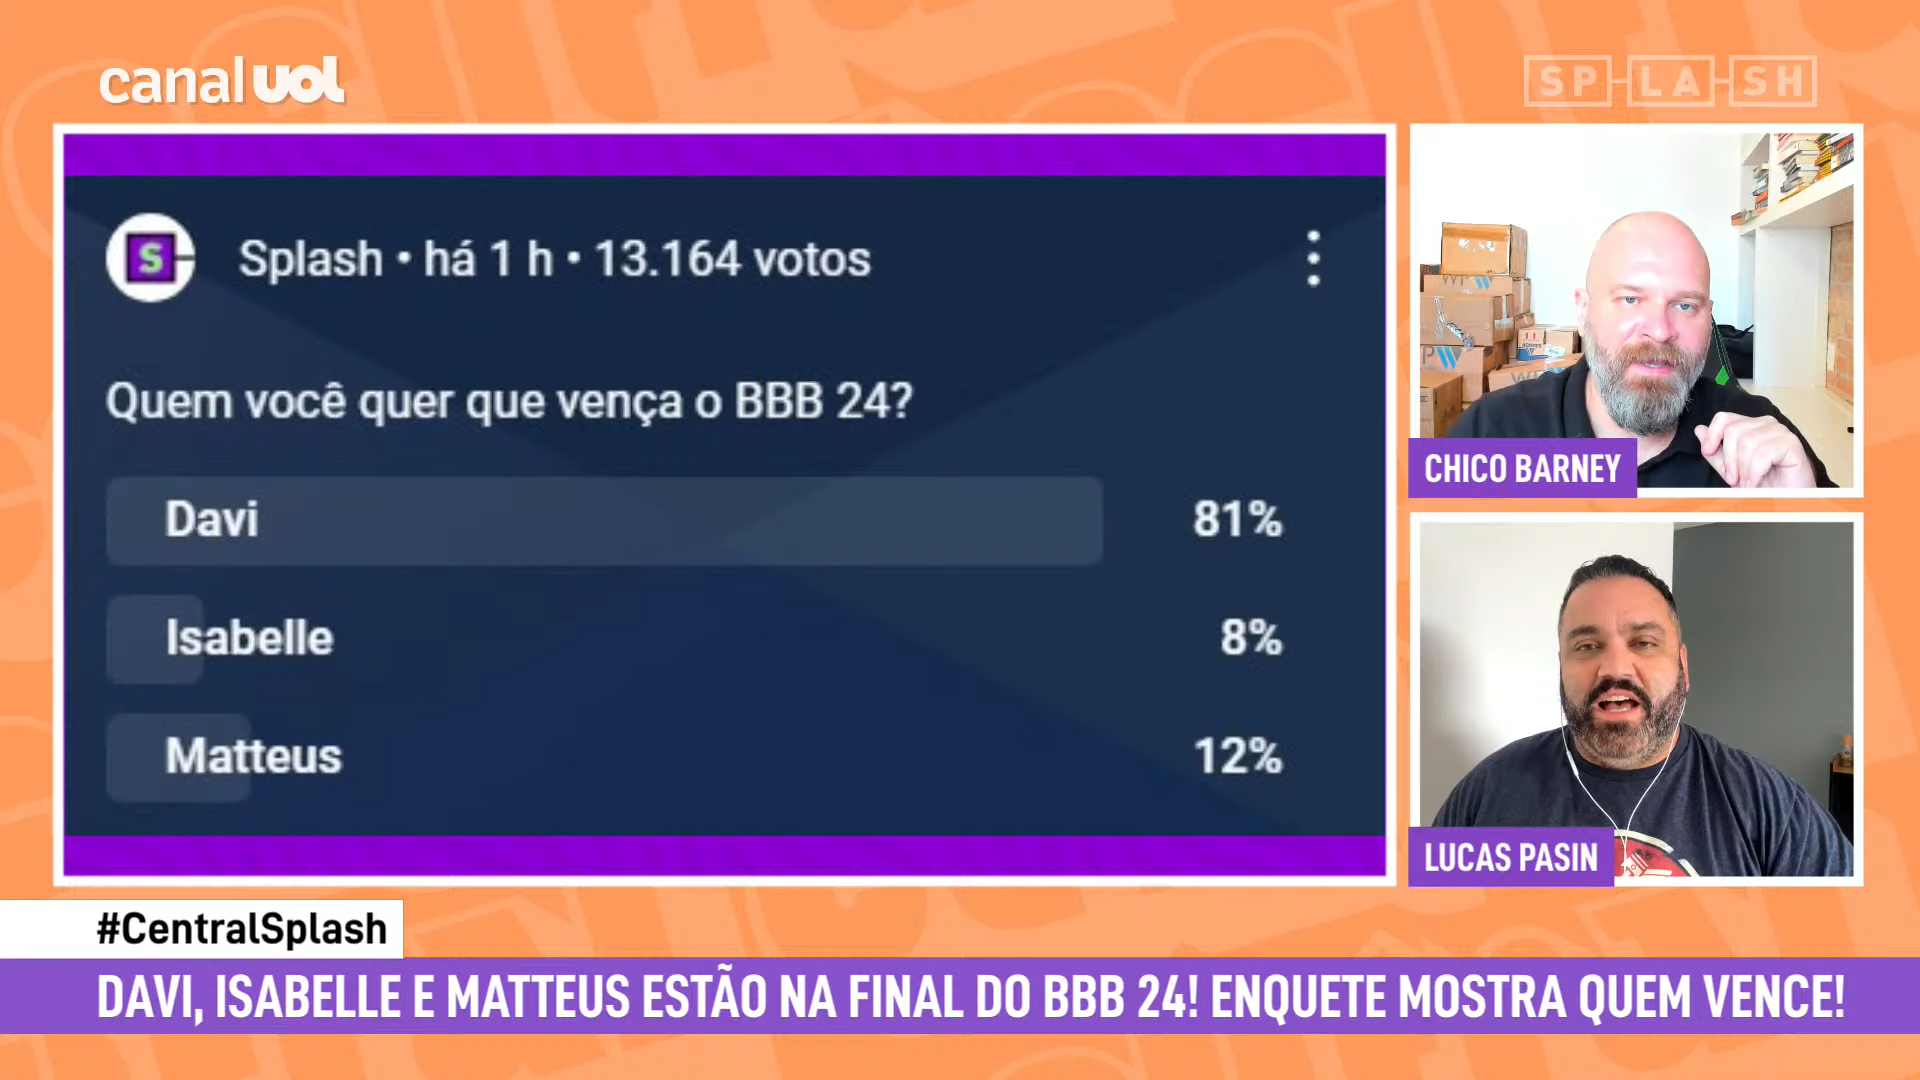 canal UOL
SPLASH
S
Splash • há 1 h • 13.164 votos
Quem você quer que vença o BBB 24?
Davi 81%
Isabelle 8%
Matteus 12%
CHICO BARNEY
LUCAS PASIN
#CentralSplash
DAVI, ISABELLE E MATTEUS ESTÃO NA FINAL DO BBB 24! ENQUETE MOSTRA QUEM VENCE!